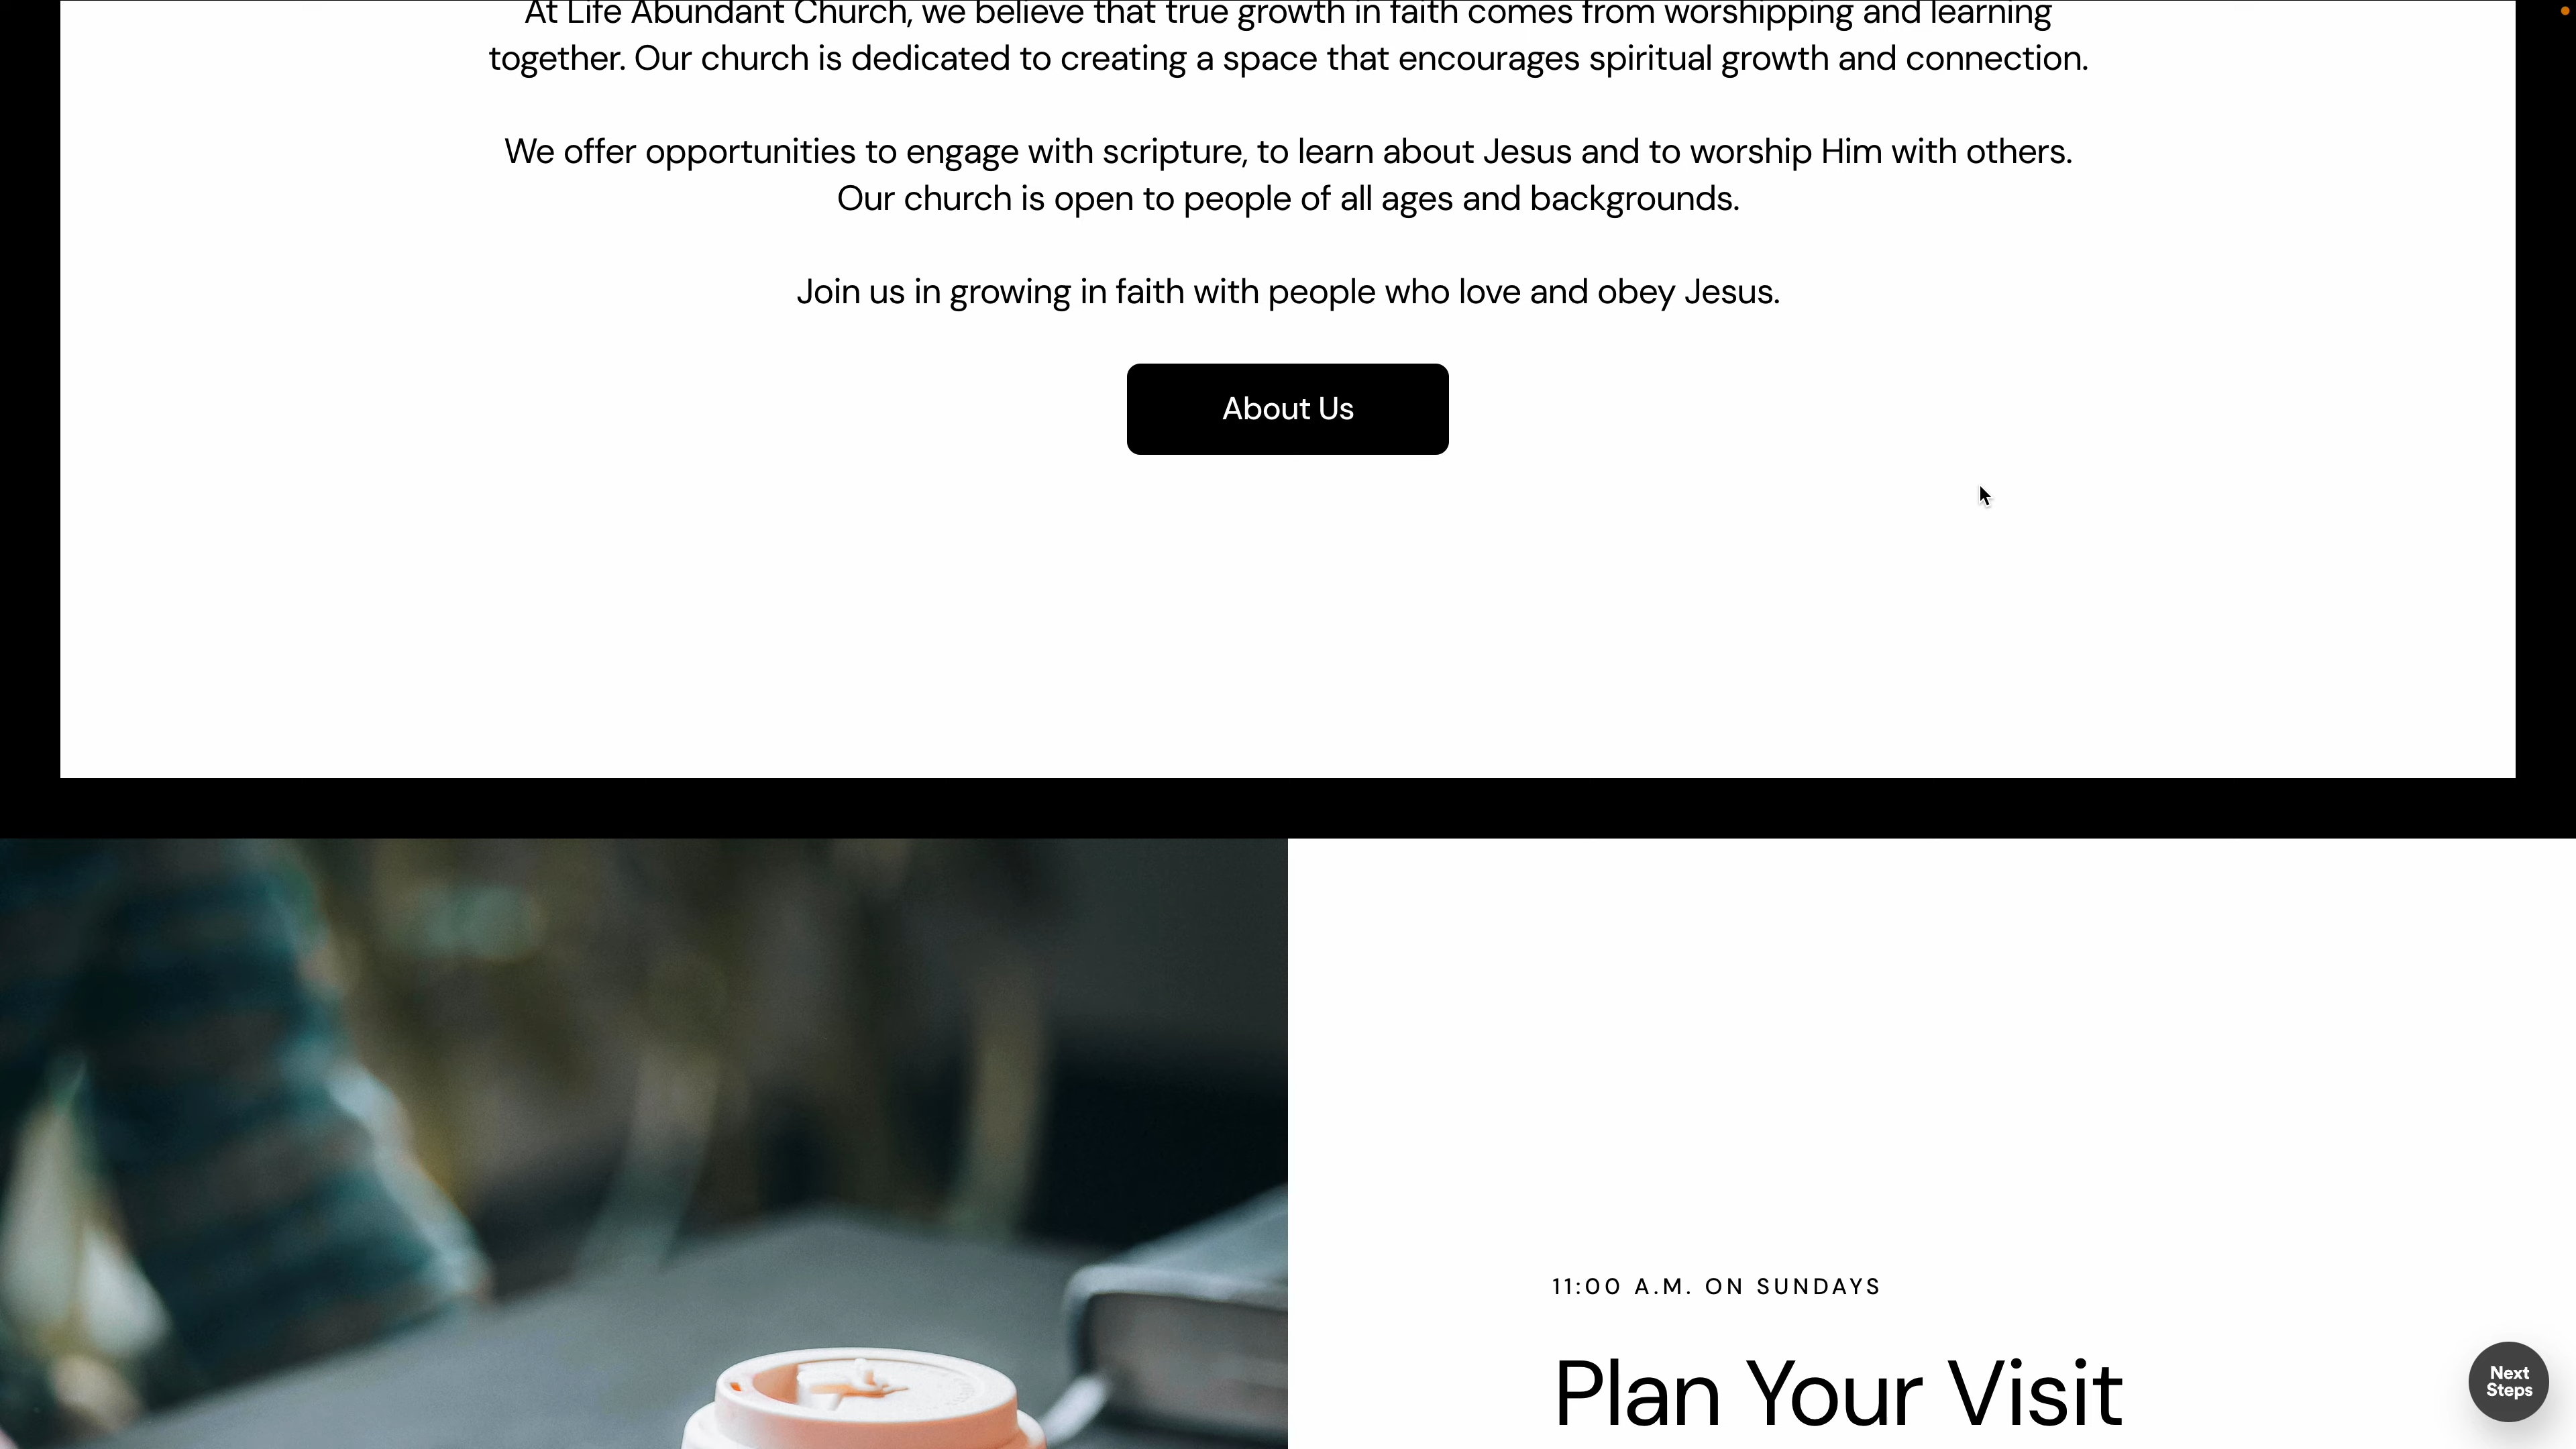 At Life Abundant Church, we believe that true growth in faith comes from worshipping and learning
together. Our church is dedicated to creating a space that encourages spiritual growth and connection.
We offer opportunities to engage with scripture, to learn about Jesus and to worship Him with others.
Our church is open to people of all ages and backgrounds.
Join us in growing in faith with people who love and obey Jesus.
About Us
11:00 A.M. ON SUNDAYS
Plan Your Visit
Next
Steps